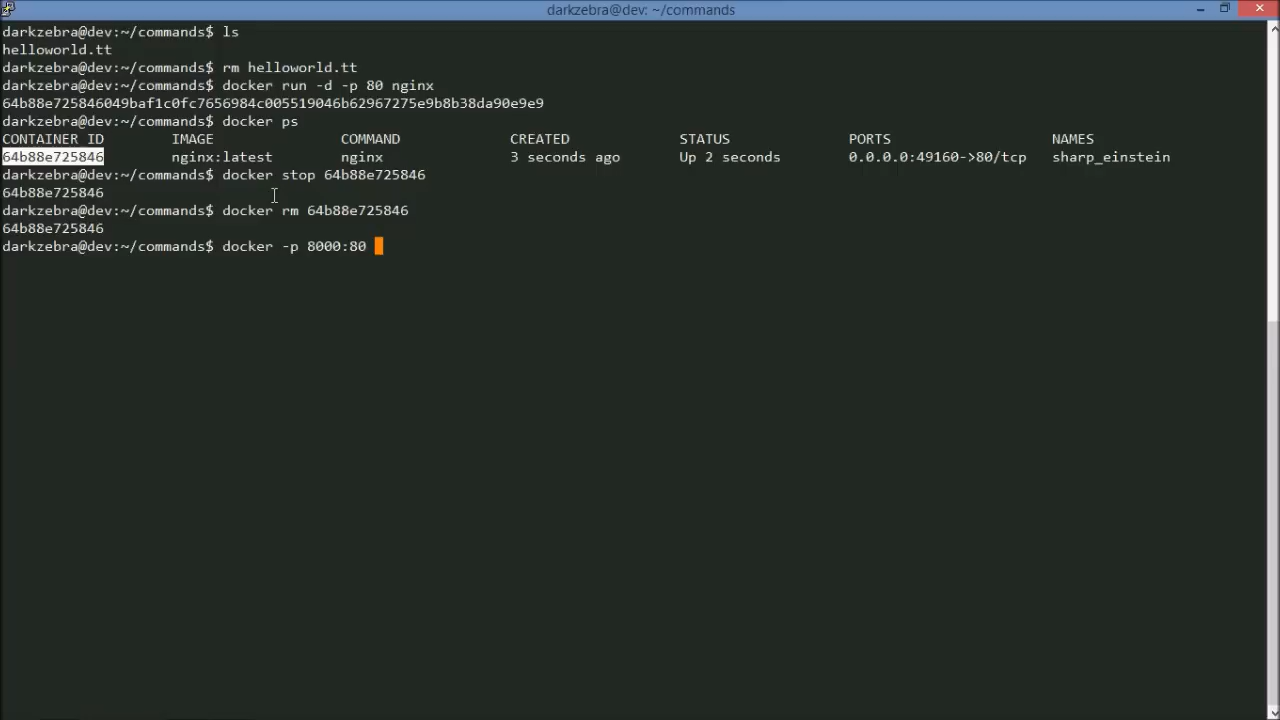 darkzebra@dev: ~/commands
darkzebra@dev:~/commands$ ls
helloworld.tt
darkzebra@dev:~/commands$ rm helloworld.tt
darkzebra@dev:~/commands$ docker run -d -p 80 nginx
64b88e725846049baf1c0fc7656984c005519046b62967275e9b8b38da90e9e9
darkzebra@dev:~/commands$ docker ps
CONTAINER ID IMAGE COMMAND CREATED STATUS PORTS NAMES
64b88e725846 nginx:latest nginx 3 seconds ago Up 2 seconds 0.0.0.0:49160->80/tcp sharp_einstein
darkzebra@dev:~/commands$ docker stop 64b88e725846
64b88e725846
darkzebra@dev:~/commands$ docker rm 64b88e725846
64b88e725846
darkzebra@dev:~/commands$ docker -p 8000:80